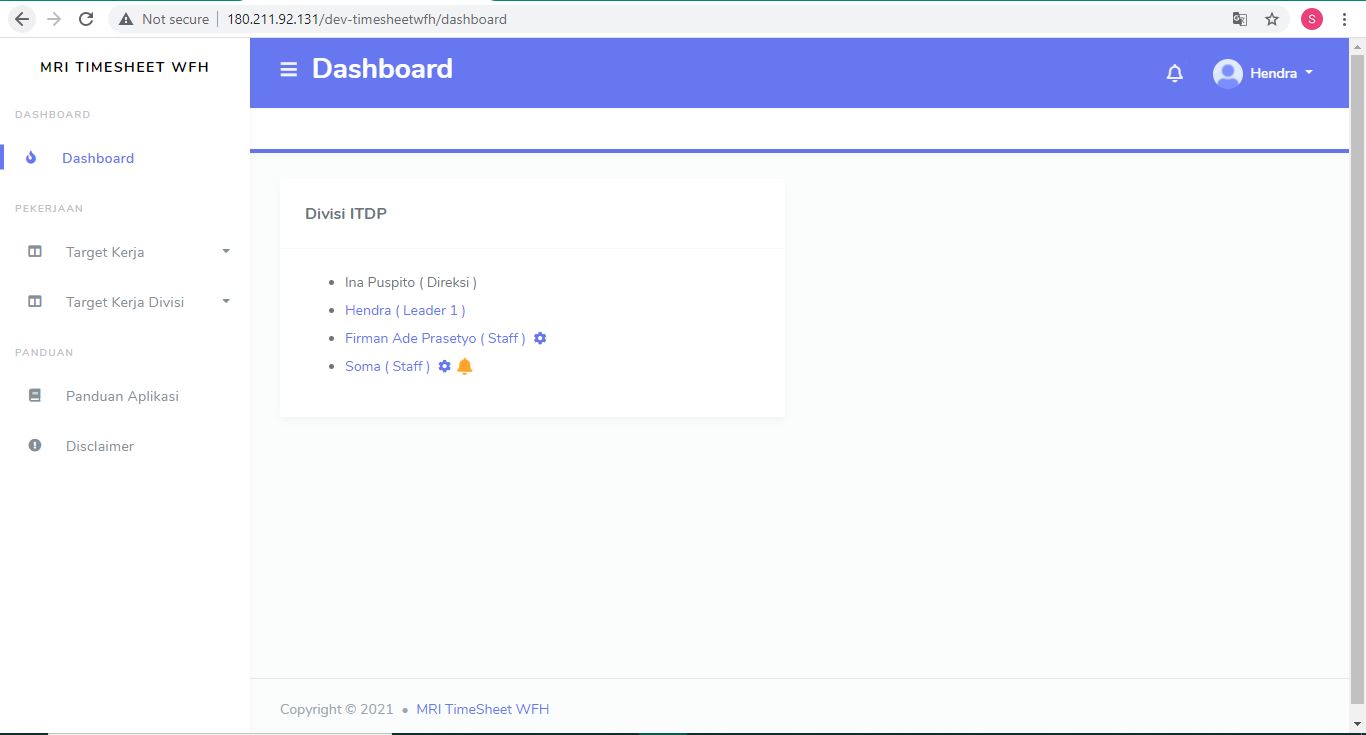 Not secure | 180.211.92.131/dev-timesheetwfh/dashboard
S
MRI TIMESHEET WFH
Dashboard
Hendra
DASHBOARD
Dashboard
PEKERJAAN
Target Kerja
Target Kerja Divisi
PANDUAN
Panduan Aplikasi
Disclaimer
Divisi ITDP
• Ina Puspito ( Direksi )
• Hendra ( Leader 1 )
• Firman Ade Prasetyo ( Staff )
• Soma ( Staff )
Copyright © 2021 • MRI TimeSheet WFH